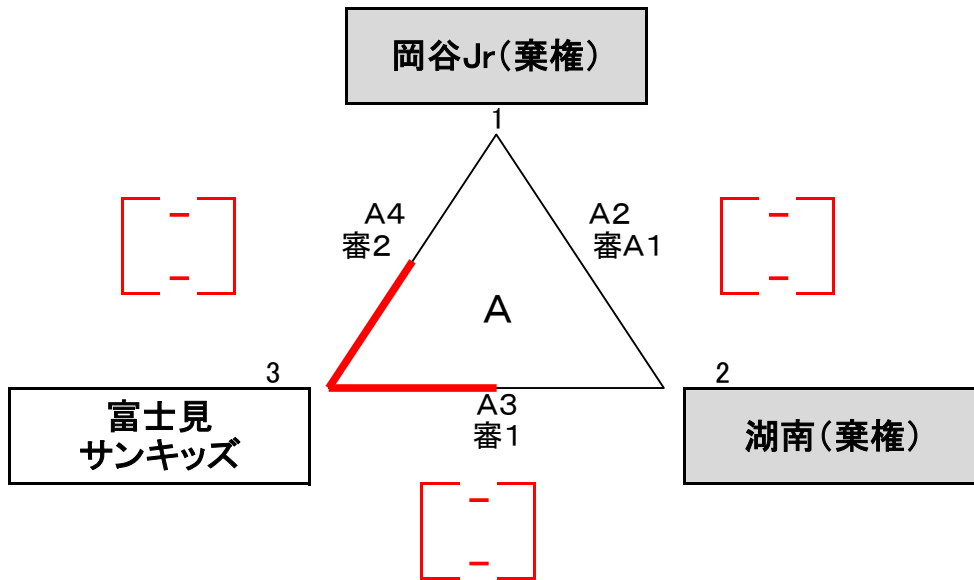 岡谷Jr(棄権)
1
A4
審2
A2
審A1
[ - - ]
[ - - ]
A
3
2
富士見
サンキッズ
A3
審1
湖南(棄権)
[ - - ]